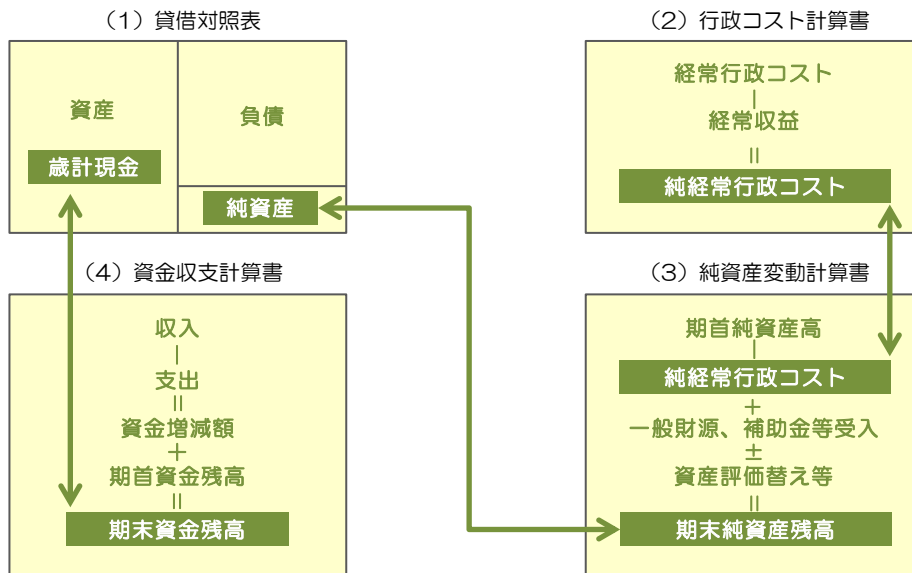 (1)貸借対照表
資産
歳計現金
負債
純資産
(2)行政コスト計算書
経常行政コスト
－
経常収益
＝
純経常行政コスト
(4)資金収支計算書
収入
－
支出
＝
資金増減額
＋
期首資金残高
＝
期末資金残高
(3)純資産変動計算書
期首純資産高
－
純経常行政コスト
＋
一般財源、補助金等受入
±
資産評価替え等
＝
期末純資産残高